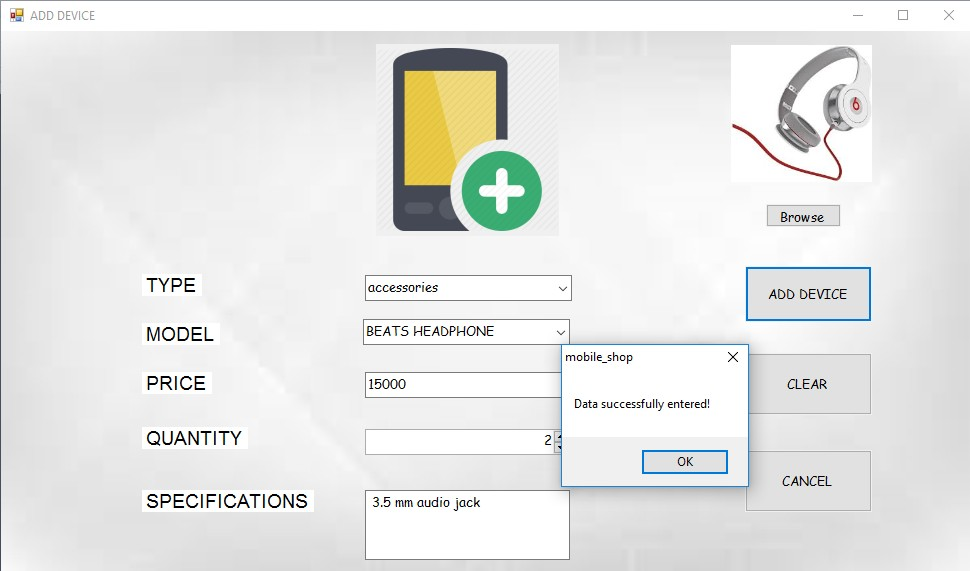 ADD DEVICE
Browse
TYPE
accessories
ADD DEVICE
MODEL
BEATS HEADPHONE
mobile_shop
PRICE
15000
CLEAR
Data successfully entered!
QUANTITY
2
OK
CANCEL
SPECIFICATIONS
3.5 mm audio jack